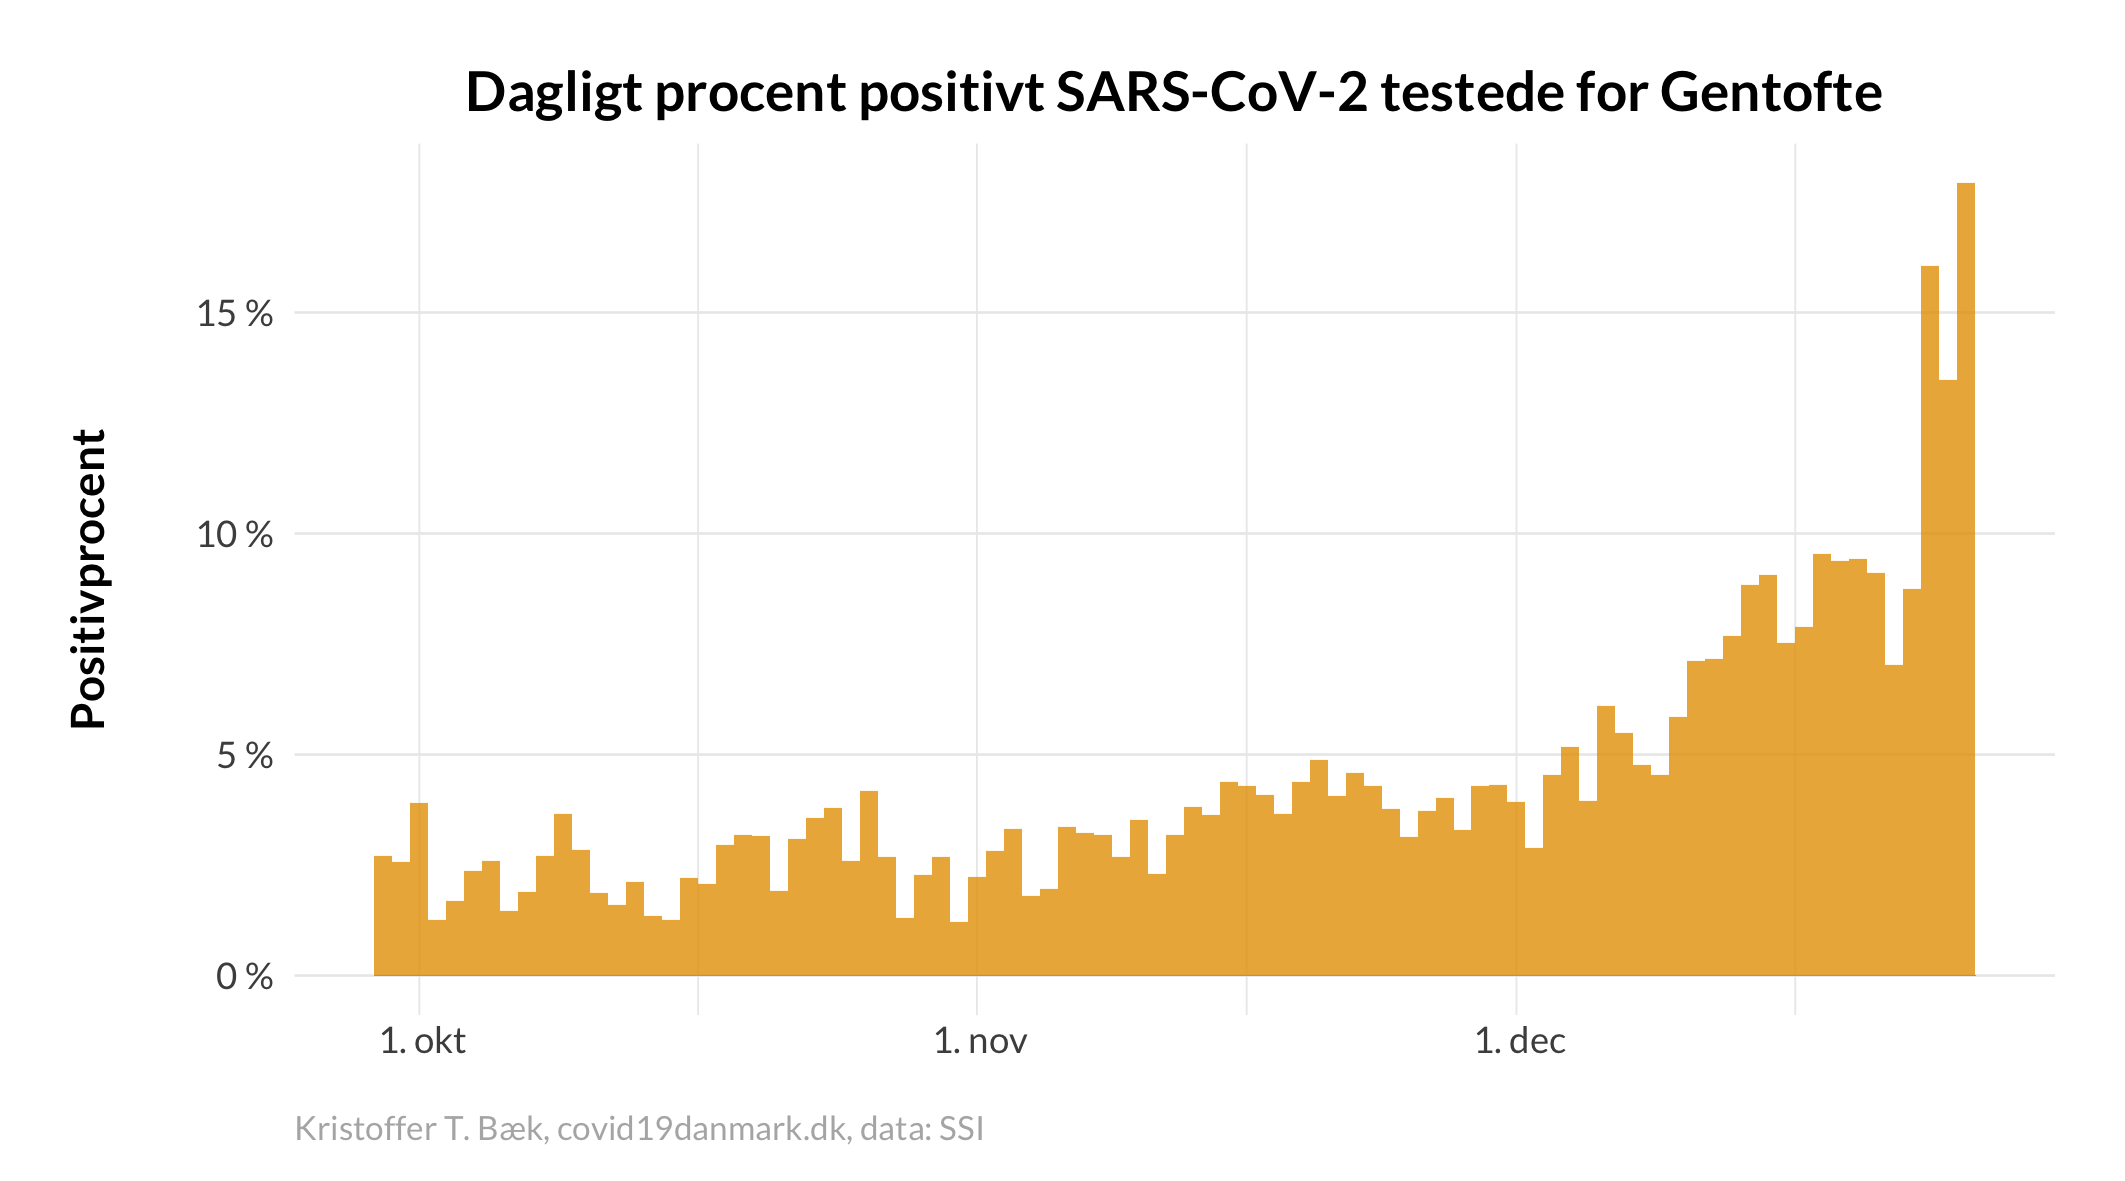 Dagligt procent positivt SARS-CoV-2 testede for Gentofte
Positivprocent
15 %
10 %
5 %
0 %
1. okt
1. nov
1. dec
Kristoffer T. Bæk, covid19danmark.dk, data: SSI